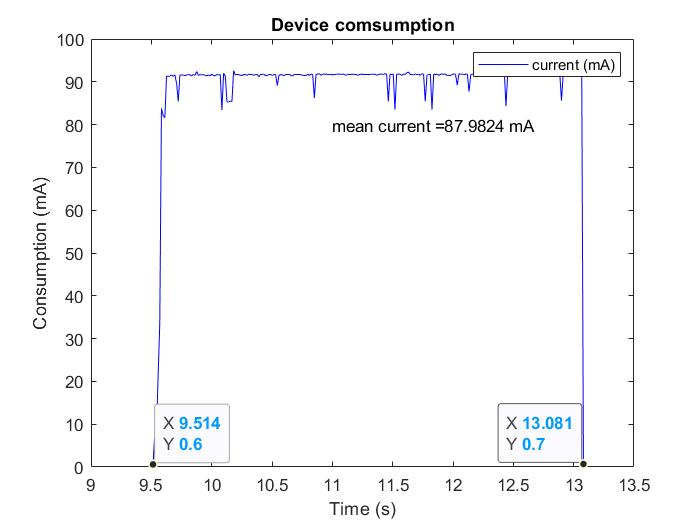 Device comsumption
100
90
80
70
60
50
40
30
20
10
0
Consumption (mA)
current (mA)
mean current =87.9824 mA
X 9.514
Y 0.6
X 13.081
Y 0.7
9
9.5
10
10.5
11
11.5
12
12.5
13
13.5
Time (s)